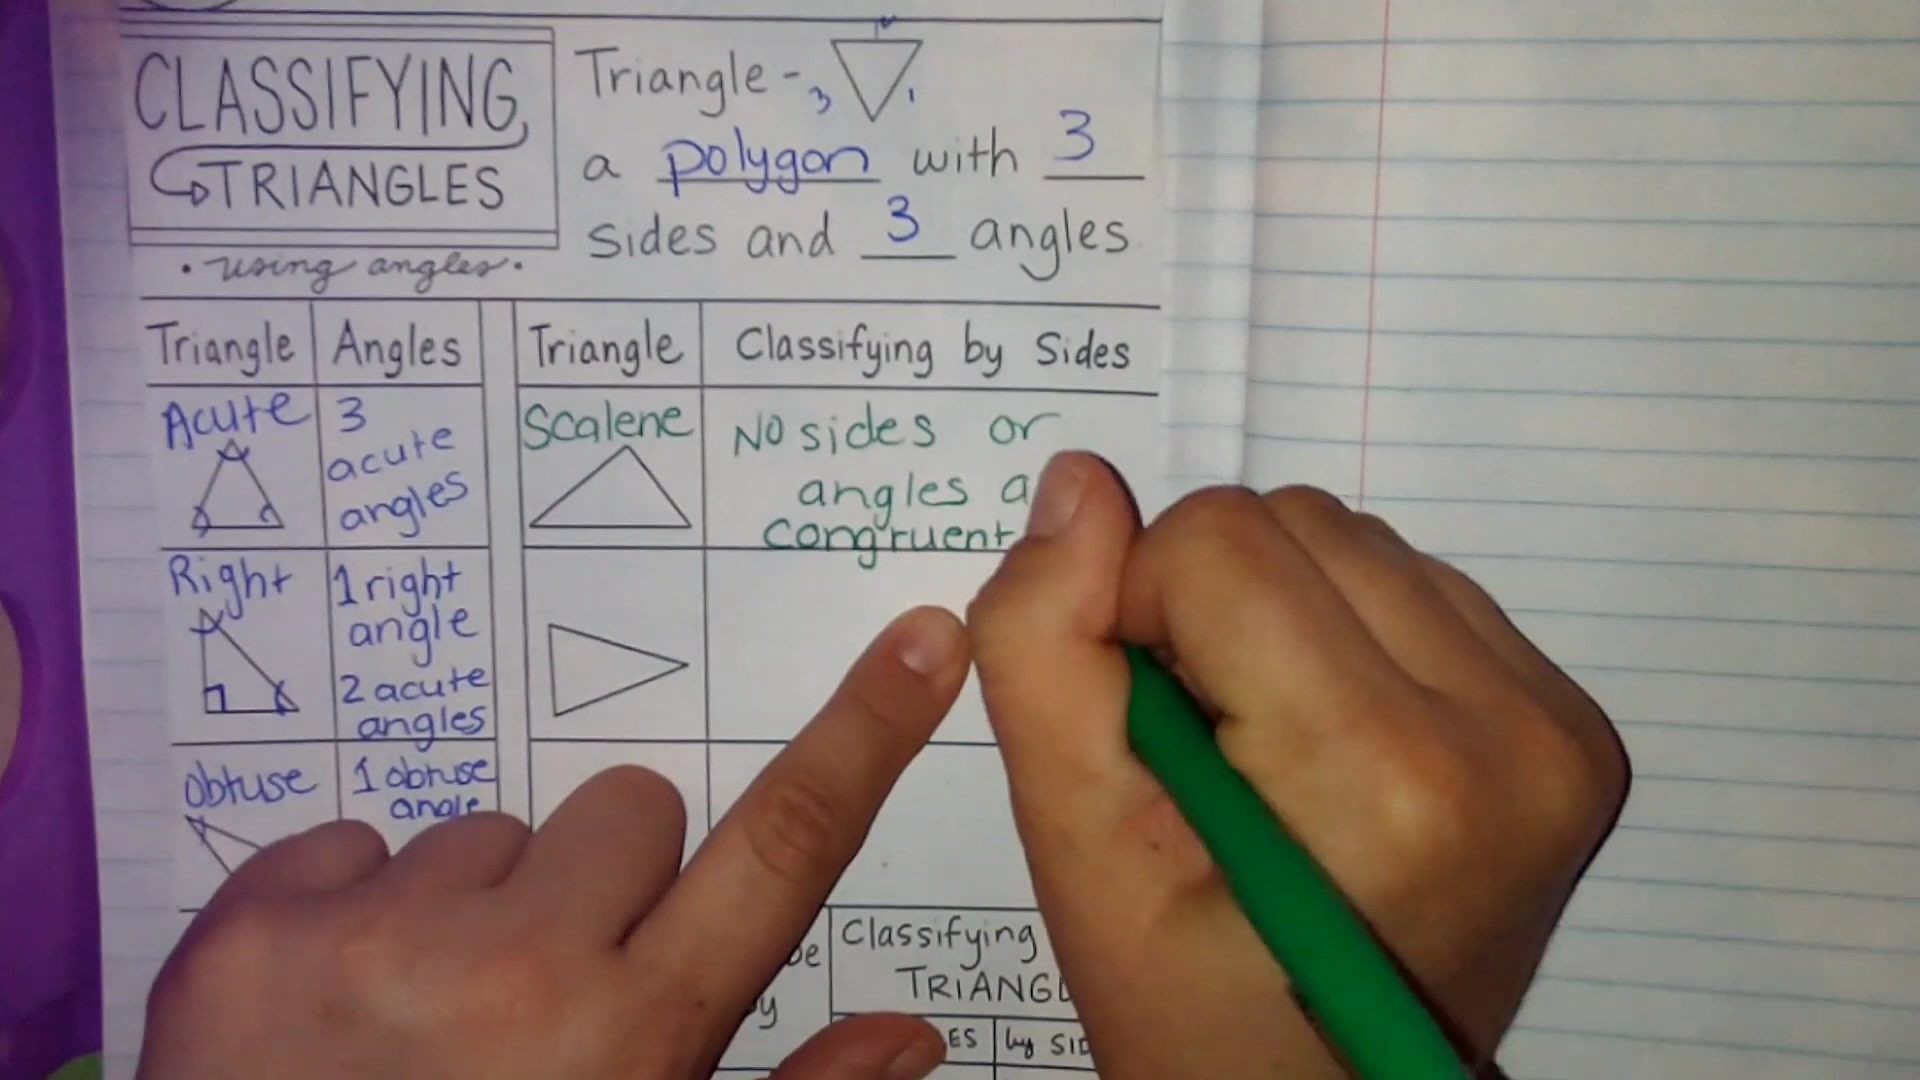 CLASSIFYING
TRIANGLES
• using angles •
Triangle -
3
1
a polygon with 3
sides and 3 angles
Triangle
Angles
Acute
3
acute
angles
Right
1 right
angle
2 acute
angles
Obtuse
1 obtuse
angle
Triangle
Classifying by Sides
Scalene
No sides or
angles
congruent
Classifying
by